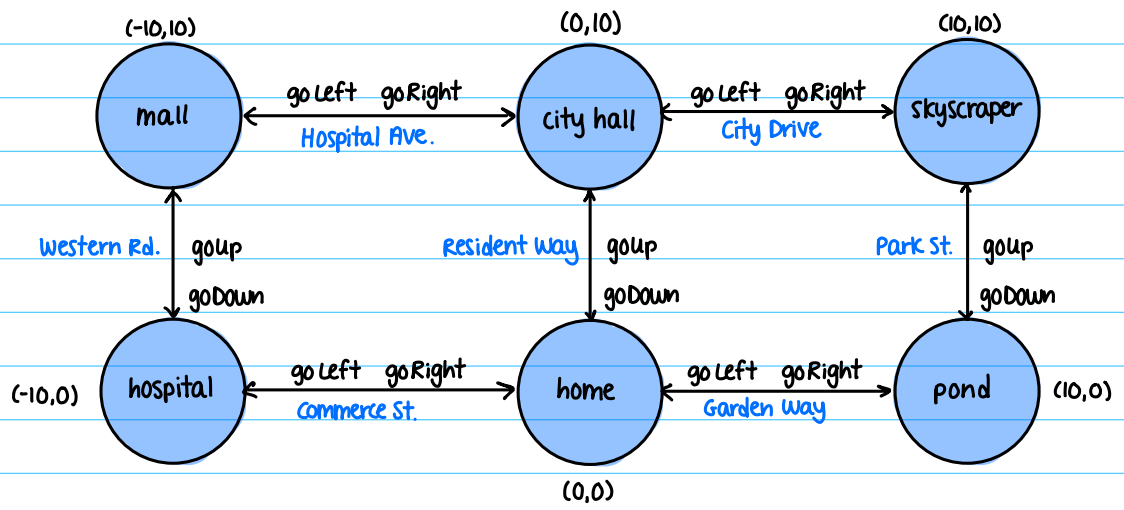 (-10,10) (0,10) (10,10)
mall city hall skyscraper
goLeft goRight goLeft goRight
Hospital Ave. City Drive
Western Rd. goUp Resident Way goUp Park St. goUp
goDown goDown goDown
(-10,0) hospital home pond (10,0)
goLeft goRight goLeft goRight
Commerce St. Garden Way
(0,0)